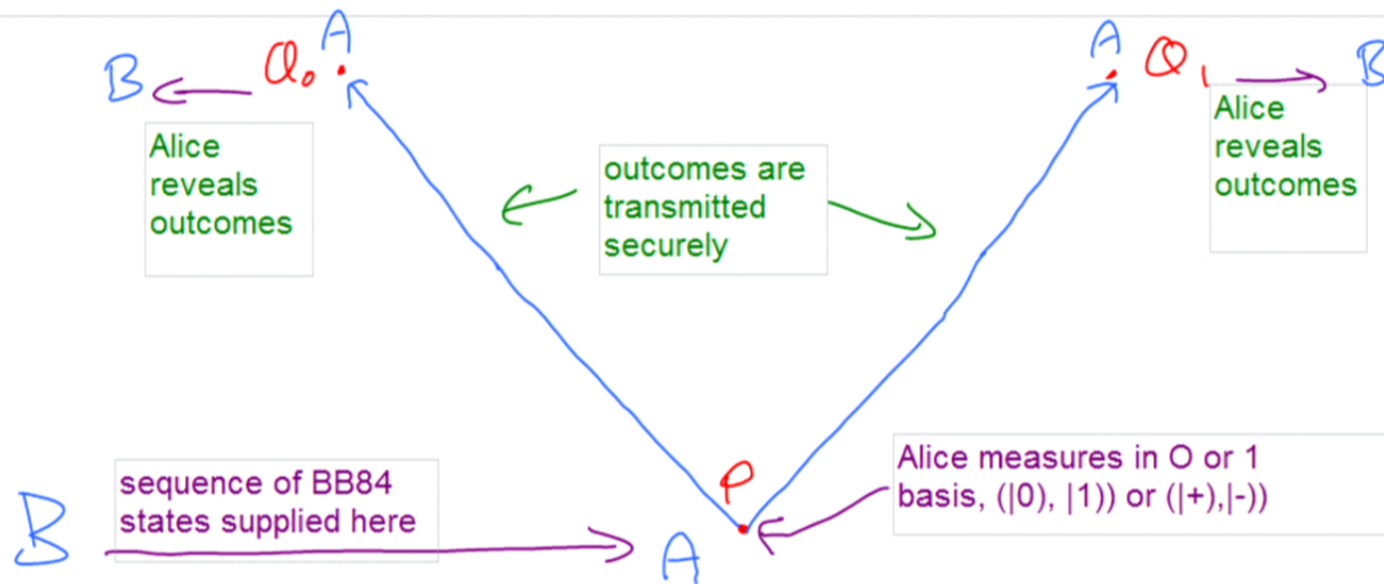 A
A
B
Q₀
Q₁
B
Alice
reveals
outcomes
outcomes are
transmitted
securely
Alice
reveals
outcomes
sequence of BB84
states supplied here
B
A
P
Alice measures in O or 1
basis, (|0⟩, |1⟩) or (|+⟩,|-⟩)